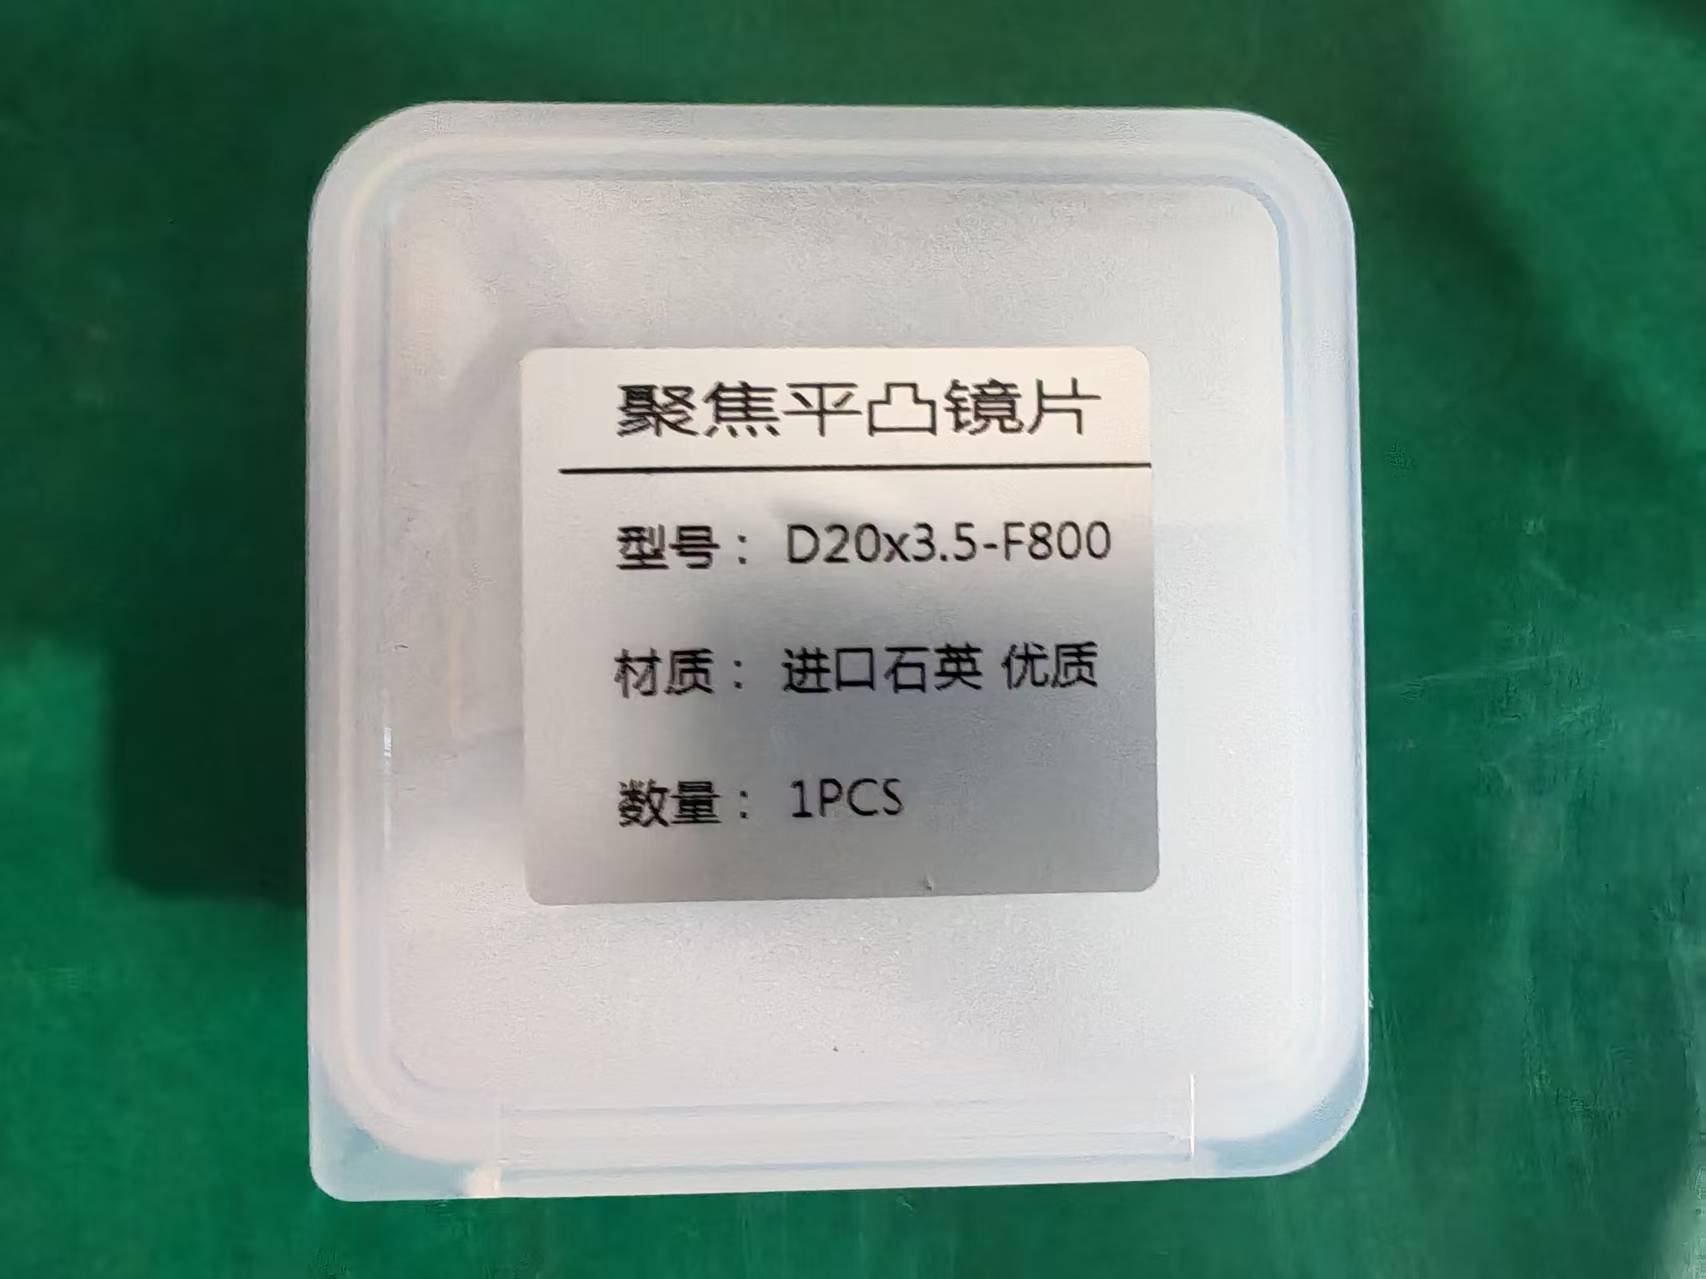 聚焦平凸镜片
型号： D20x3.5-F800
材质： 进口石英 优质
数量： 1PCS